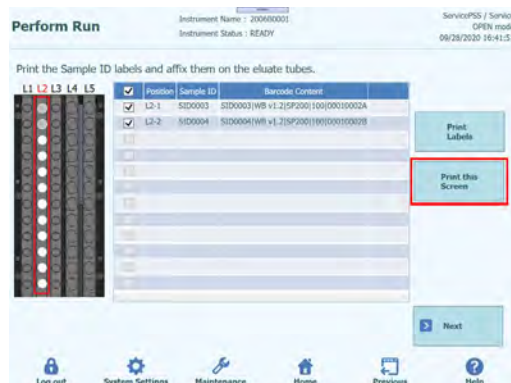 Perform Run
Instrument Name : 200600001
Instrument Status : READY
ServicePSS / Servic
OPEN mod
09/28/2020 16:41:5
Print the Sample ID labels and affix them on the eluate tubes.
L1 L2 L3 L4 L5
Position Sample ID Barcode Content
L2-1 SID0003 SID0003|WB v1.2|SP200|100|00010002A
L2-2 SID0004 SID0004|WB v1.2|SP200|100|00010002B
Print
Labels
Print this
Screen
Next
Log out System Settings Maintenance Home Previous Help